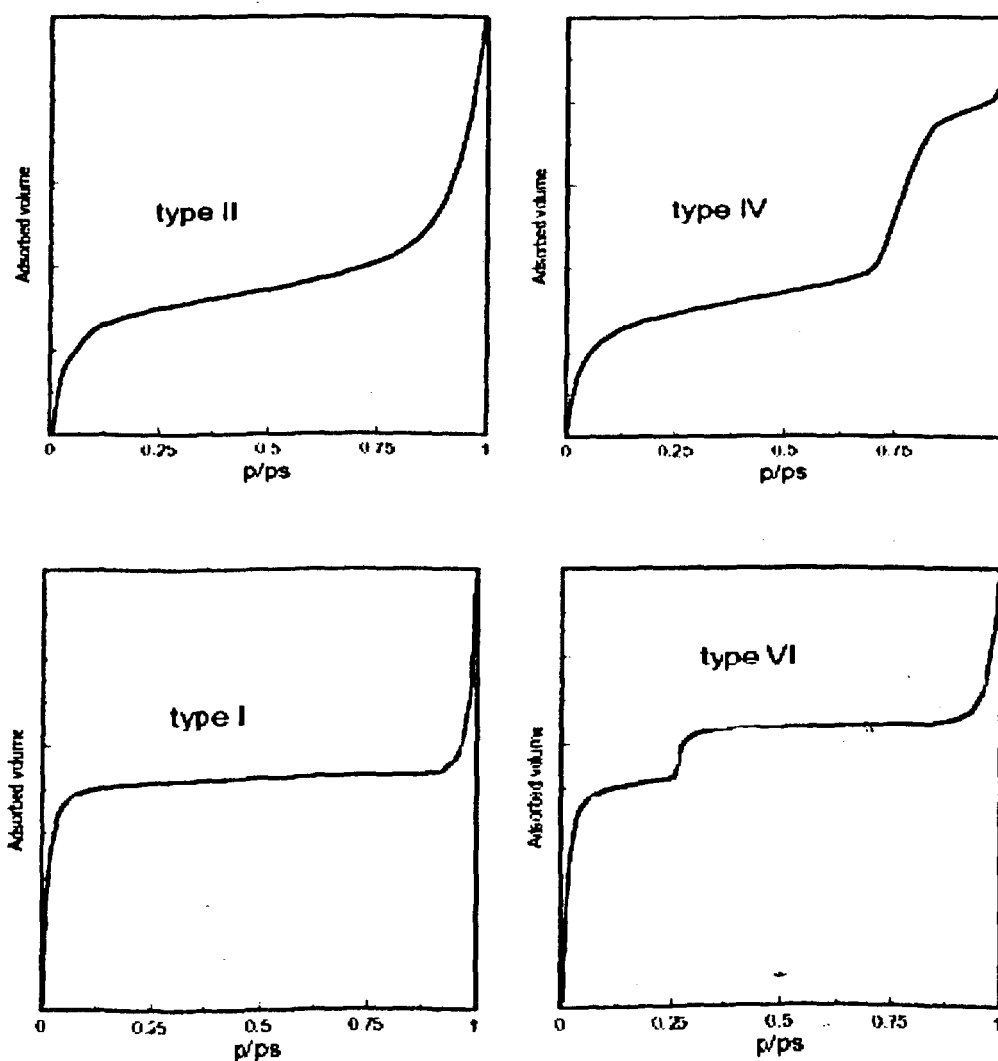 Adsorbed volume
type II
0 0.25 0.5 0.75 1
p/ps
Adsorbed volume
type IV
0 0.25 0.5 0.75
p/ps
Adsorbed volume
type I
0 0.25 0.5 0.75 1
p/ps
Adsorbed volume
type VI
0 0.25 0.5 0.75 1
p/ps